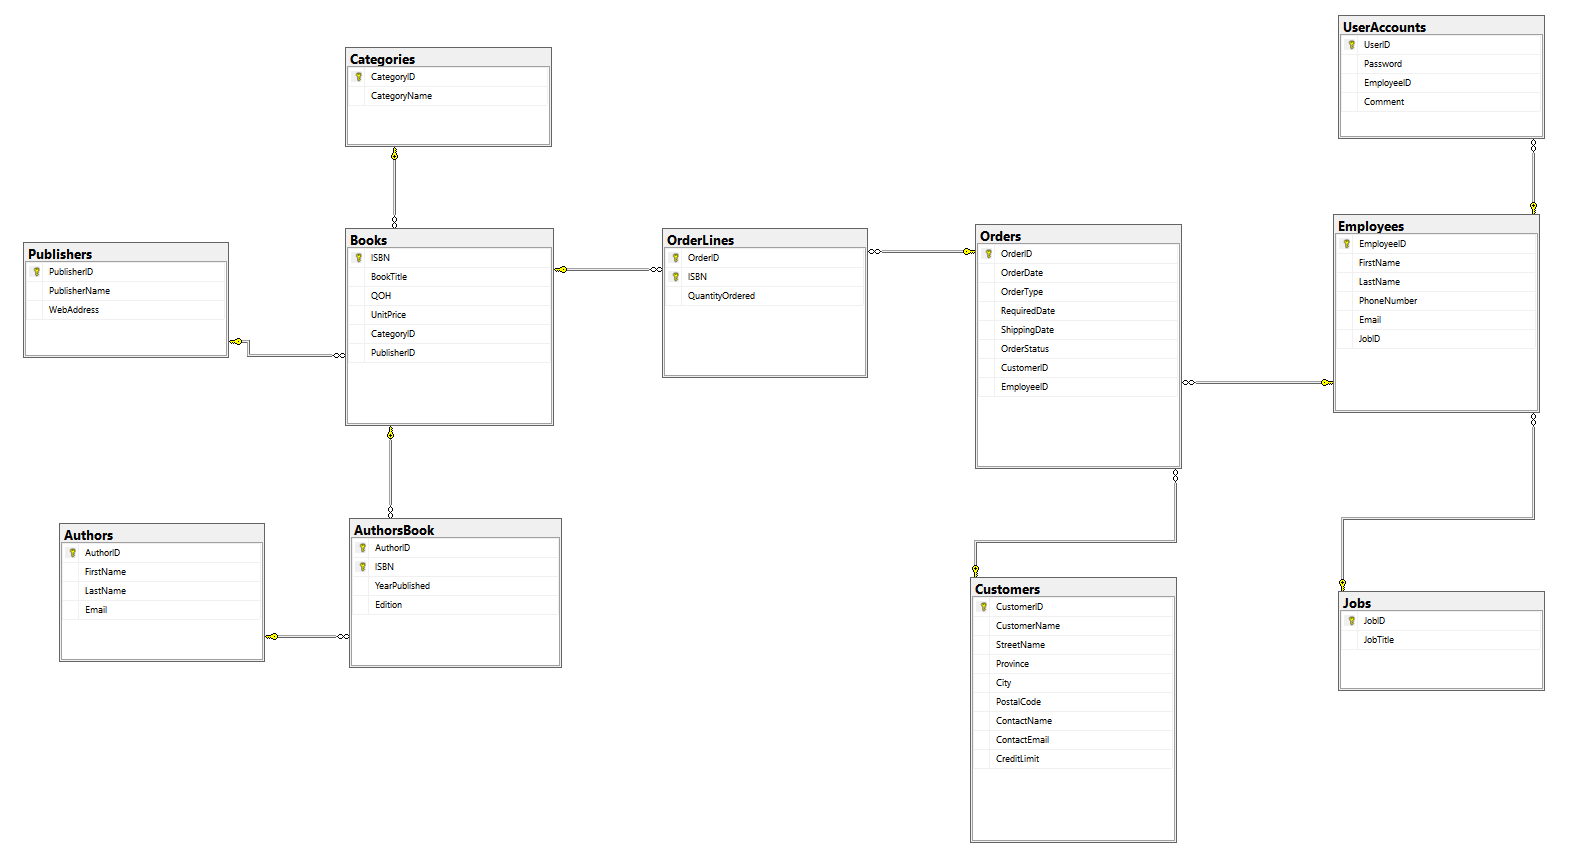 Categories
CategoryID
CategoryName
Publishers
PublisherID
PublisherName
WebAddress
Books
ISBN
BookTitle
QOH
UnitPrice
CategoryID
PublisherID
Authors
AuthorID
FirstName
LastName
Email
AuthorsBook
AuthorID
ISBN
YearPublished
Edition
OrderLines
OrderID
ISBN
QuantityOrdered
Orders
OrderID
OrderDate
OrderType
RequiredDate
ShippingDate
OrderStatus
CustomerID
EmployeeID
Customers
CustomerID
CustomerName
StreetName
Province
City
PostalCode
ContactName
ContactEmail
CreditLimit
UserAccounts
UserID
Password
EmployeeID
Comment
Employees
EmployeeID
FirstName
LastName
PhoneNumber
Email
JobID
Jobs
JobID
JobTitle